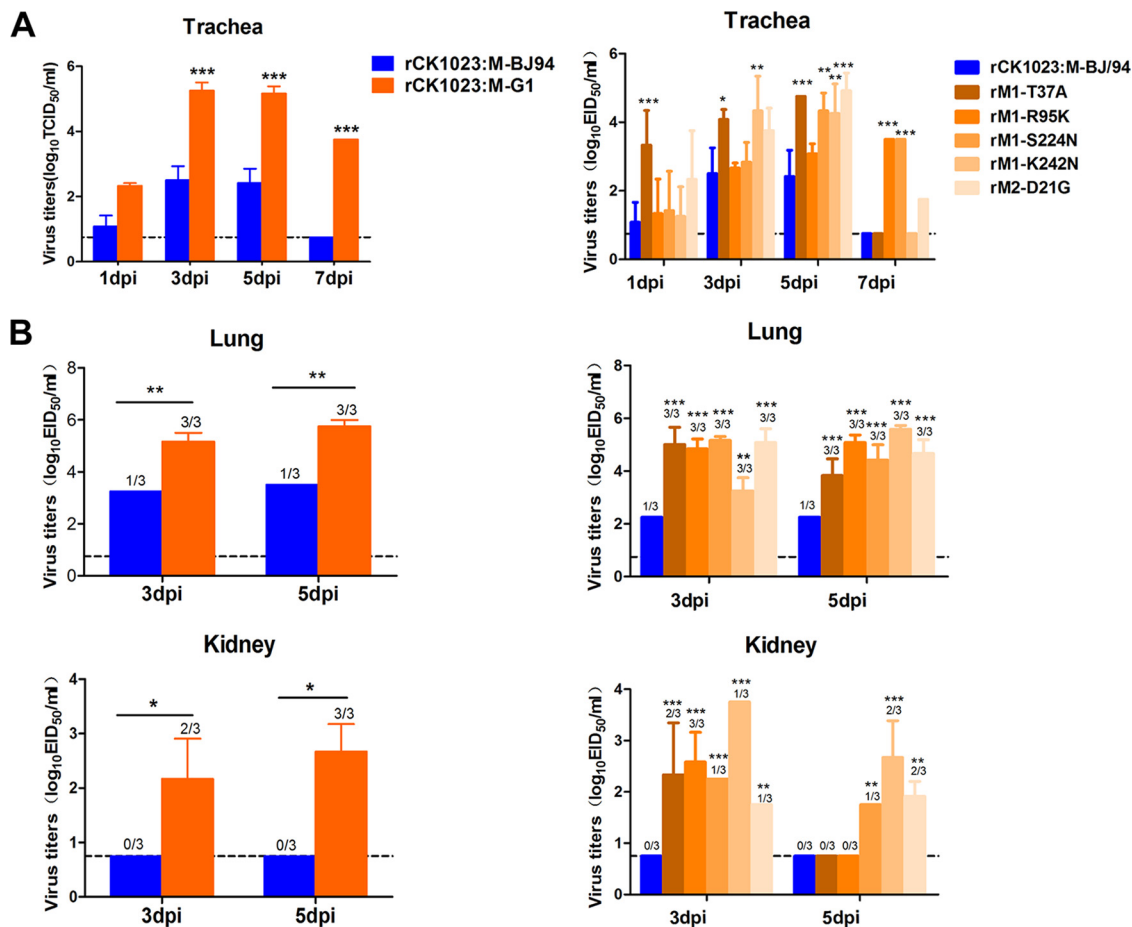 A
Trachea
Virus titers(log10TCID50/ml)
6
4
2
0
***
***
***
1dpi
3dpi
5dpi
7dpi
rCK1023:M-BJ94
rCK1023:M-G1
Trachea
Virus titers (log10EID50/ml)
6
4
2
0
***
*
**
***
**
**
***
***
***
1dpi
3dpi
5dpi
7dpi
rCK1023:M-BJ/94
rM1-T37A
rM1-R95K
rM1-S224N
rM1-K242N
rM2-D21G
B
Lung
Virus titers (log10EID50/ml)
8
6
4
2
0
**
1/3
3/3
**
1/3
3/3
3dpi
5dpi
Lung
Virus titers (log10EID50/ml)
6
4
2
0
1/3
***
3/3
***
3/3
***
3/3
**
3/3
***
3/3
1/3
***
3/3
***
3/3
***
3/3
***
3/3
***
3/3
3dpi
5dpi
Kidney
Virus titers (log10EID50/ml)
4
3
2
1
0
*
0/3
2/3
*
0/3
3/3
3dpi
5dpi
Kidney
Virus titers (log10EID50/ml)
4
3
2
1
0
0/3
***
2/3
***
3/3
***
1/3
***
1/3
**
1/3
0/3
0/3
0/3
**
1/3
***
2/3
**
2/3
3dpi
5dpi